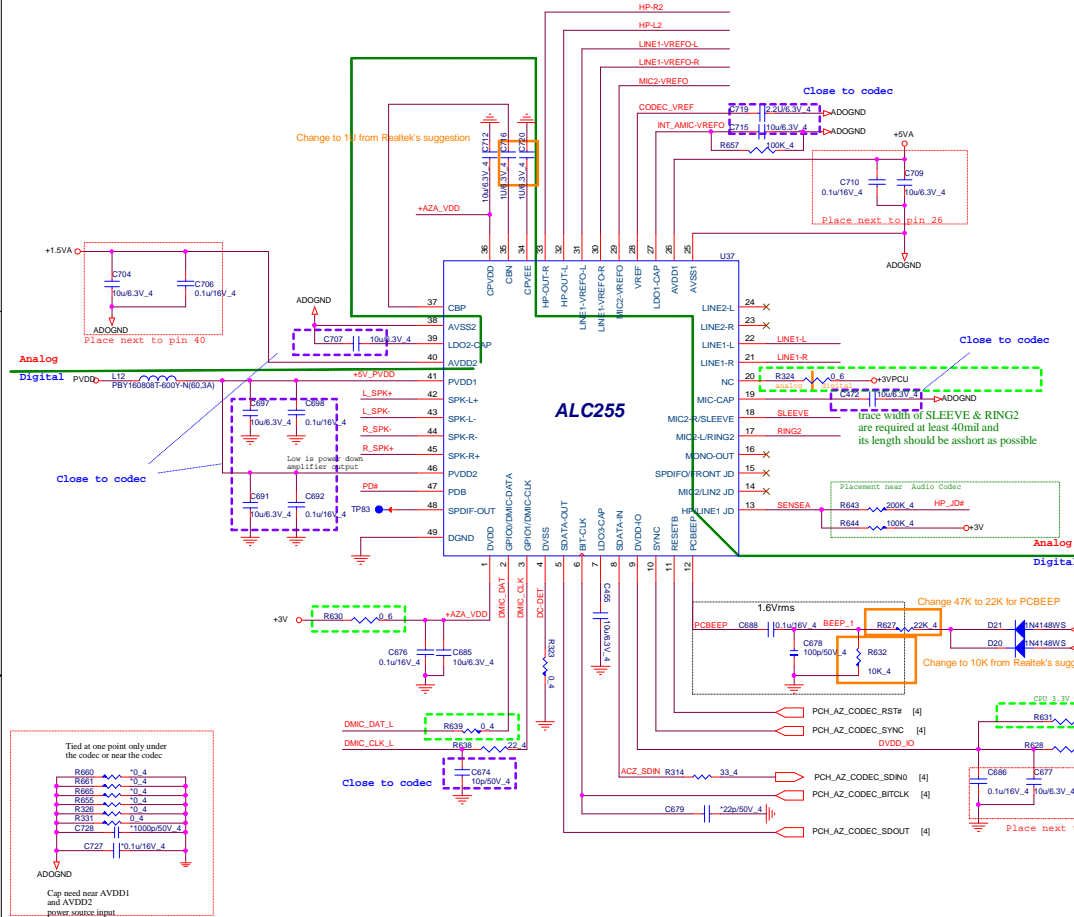 HP-R2
HP-L2
LINE1-VREFO-L
LINE1-VREFO-R
MIC2-VREFO
Close to codec
CODEC_VREF
C719 2.2U/6.3V_4 ADOGND
INT_AMIC-VREFO
C715 10u/6.3V_4 ADOGND
R657 100K_4
+5VA
Change to 1U from Realtek's suggestion
C712 10u/6.3V_4
C716 1U/6.3V_4
C720 1U/6.3V_4
C710
0.1u/16V_4
C709
10u/6.3V_4
Place next to pin 26
ADOGND
+AZA_VDD
+1.5VA
C704
10u/6.3V_4
C706
0.1u/16V_4
ADOGND
Place next to pin 40
36 35 34 33 32 31 30 29 28 27 26 25
U37
CPVDD
CBN
CPVEE
HP-OUT-R
HP-OUT-L
LINE1-VREFO-L
LINE1-VREFO-R
MIC2-VREFO
VREF
LDO1-CAP
AVDD1
AVSS1
ADOGND
C707 10u/6.3V_4
37 CBP
38 AVSS2
39 LDO2-CAP
40 AVDD2
41 PVDD1
42 SPK-L+
43 SPK-L-
44 SPK-R-
45 SPK-R+
46 PVDD2
47 PDB
48 SPDIF-OUT
49 DGND
ALC255
LINE2-L 24
LINE2-R 23
LINE1-L 22 LINE1-L
LINE1-R 21 LINE1-R
NC 20
MIC-CAP 19
MIC2-R/SLEEVE 18 SLEEVE
MIC2-L/RING2 17 RING2
MONO-OUT 16
SPDIFO/FRONT JD 15
MIC2/LIN2 JD 14
HP/LINE1 JD 13 SENSEA
Analog
Digital
PVDD L12
PBY160808T-600Y-N(60,3A)
+5V_PVDD
L_SPK+
L_SPK-
R_SPK-
R_SPK+
C697
10u/6.3V_4
C698
0.1u/16V_4
Low is power down
amplifier output
C691
10u/6.3V_4
C692
0.1u/16V_4
Close to codec
PD#
TP83
Close to codec
R324 0_6 +3VPCU
analog digital
C472 10u/6.3V_4 ADOGND
trace width of SLEEVE & RING2
are required at least 40mil and
its length should be asshort as possible
Placement near Audio Codec
R643 200K_4 HP_JD#
R644 100K_4 +3V
Analog
Digital
DVDD
GPIO0/DMIC-DATA
GPIO1/DMIC-CLK
DVSS
SDATA-OUT
BIT-CLK
LDO3-CAP
SDATA-IN
DVDD-IO
SYNC
RESETB
PCBEEP
1 2 3 4 5 6 7 8 9 10 11 12
DMIC_DAT
DMIC_CLK
DC-DET
+3V R630 0_6 +AZA_VDD
C676
0.1u/16V_4
C685
10u/6.3V_4
R323 0_4
C455 10u/6.3V_4
1.6Vrms
Change 47K to 22K for PCBEEP
PCBEEP C688 0.1u/16V_4 BEEP_1 R627 22K_4
D21 1N4148WS
D20 1N4148WS
C678
100p/50V_4
R632
10K_4
Change to 10K from Realtek's sugg
CPU 3.3V
R631
R628
DMIC_DAT_L R639 0_4
DMIC_CLK_L R638 22_4
C674
10p/50V_4
Close to codec
PCH_AZ_CODEC_RST# [4]
PCH_AZ_CODEC_SYNC [4]
DVDD_IO
ACZ_SDIN R314 33_4 PCH_AZ_CODEC_SDIN0 [4]
PCH_AZ_CODEC_BITCLK [4]
C679 *22p/50V_4
PCH_AZ_CODEC_SDOUT [4]
C686
0.1u/16V_4
C677
10u/6.3V_4
Place next
Tied at one point only under
the codec or near the codec
R660 *0_4
R661 *0_4
R665 *0_4
R655 *0_4
R326 *0_4
R331 0_4
C728 *1000p/50V_4
C727 *0.1u/16V_4
ADOGND
Cap need near AVDD1
and AVDD2
power source input